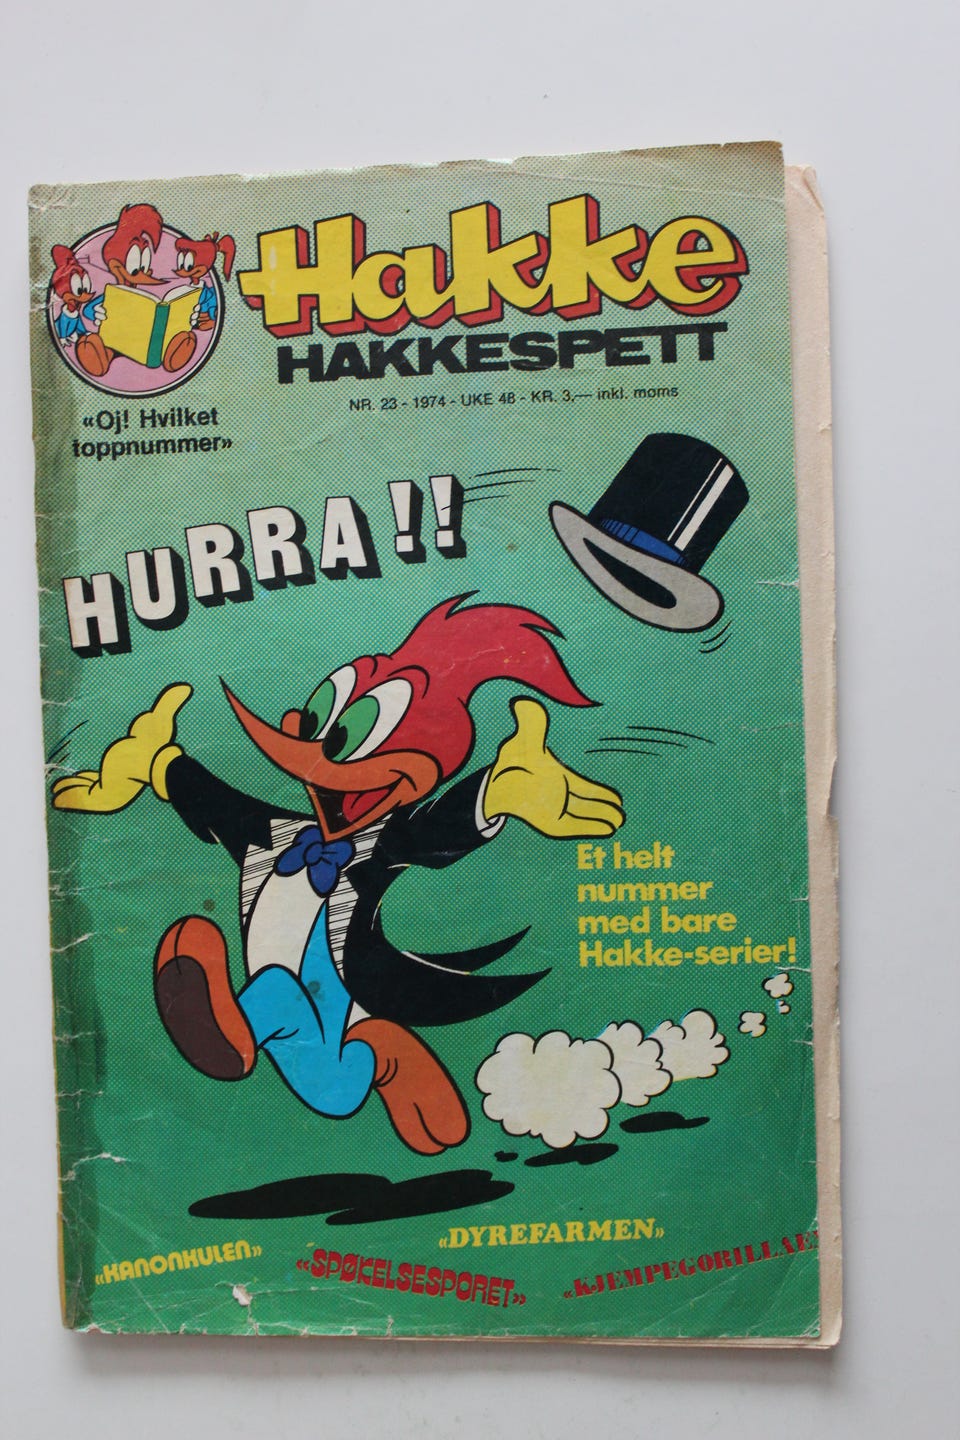 Hakke
HAKKESPETT
NR. 23 - 1974 - UKE 48 - KR. 3,— inkl. moms
«Oj! Hvilket
toppnummer»
HURRA!!
Et helt
nummer
med bare
Hakke-serier!
«DYREFARMEN»
«KANONKULEN»
«SPØKELSESPORET»
«KJEMPEGORILLAEN